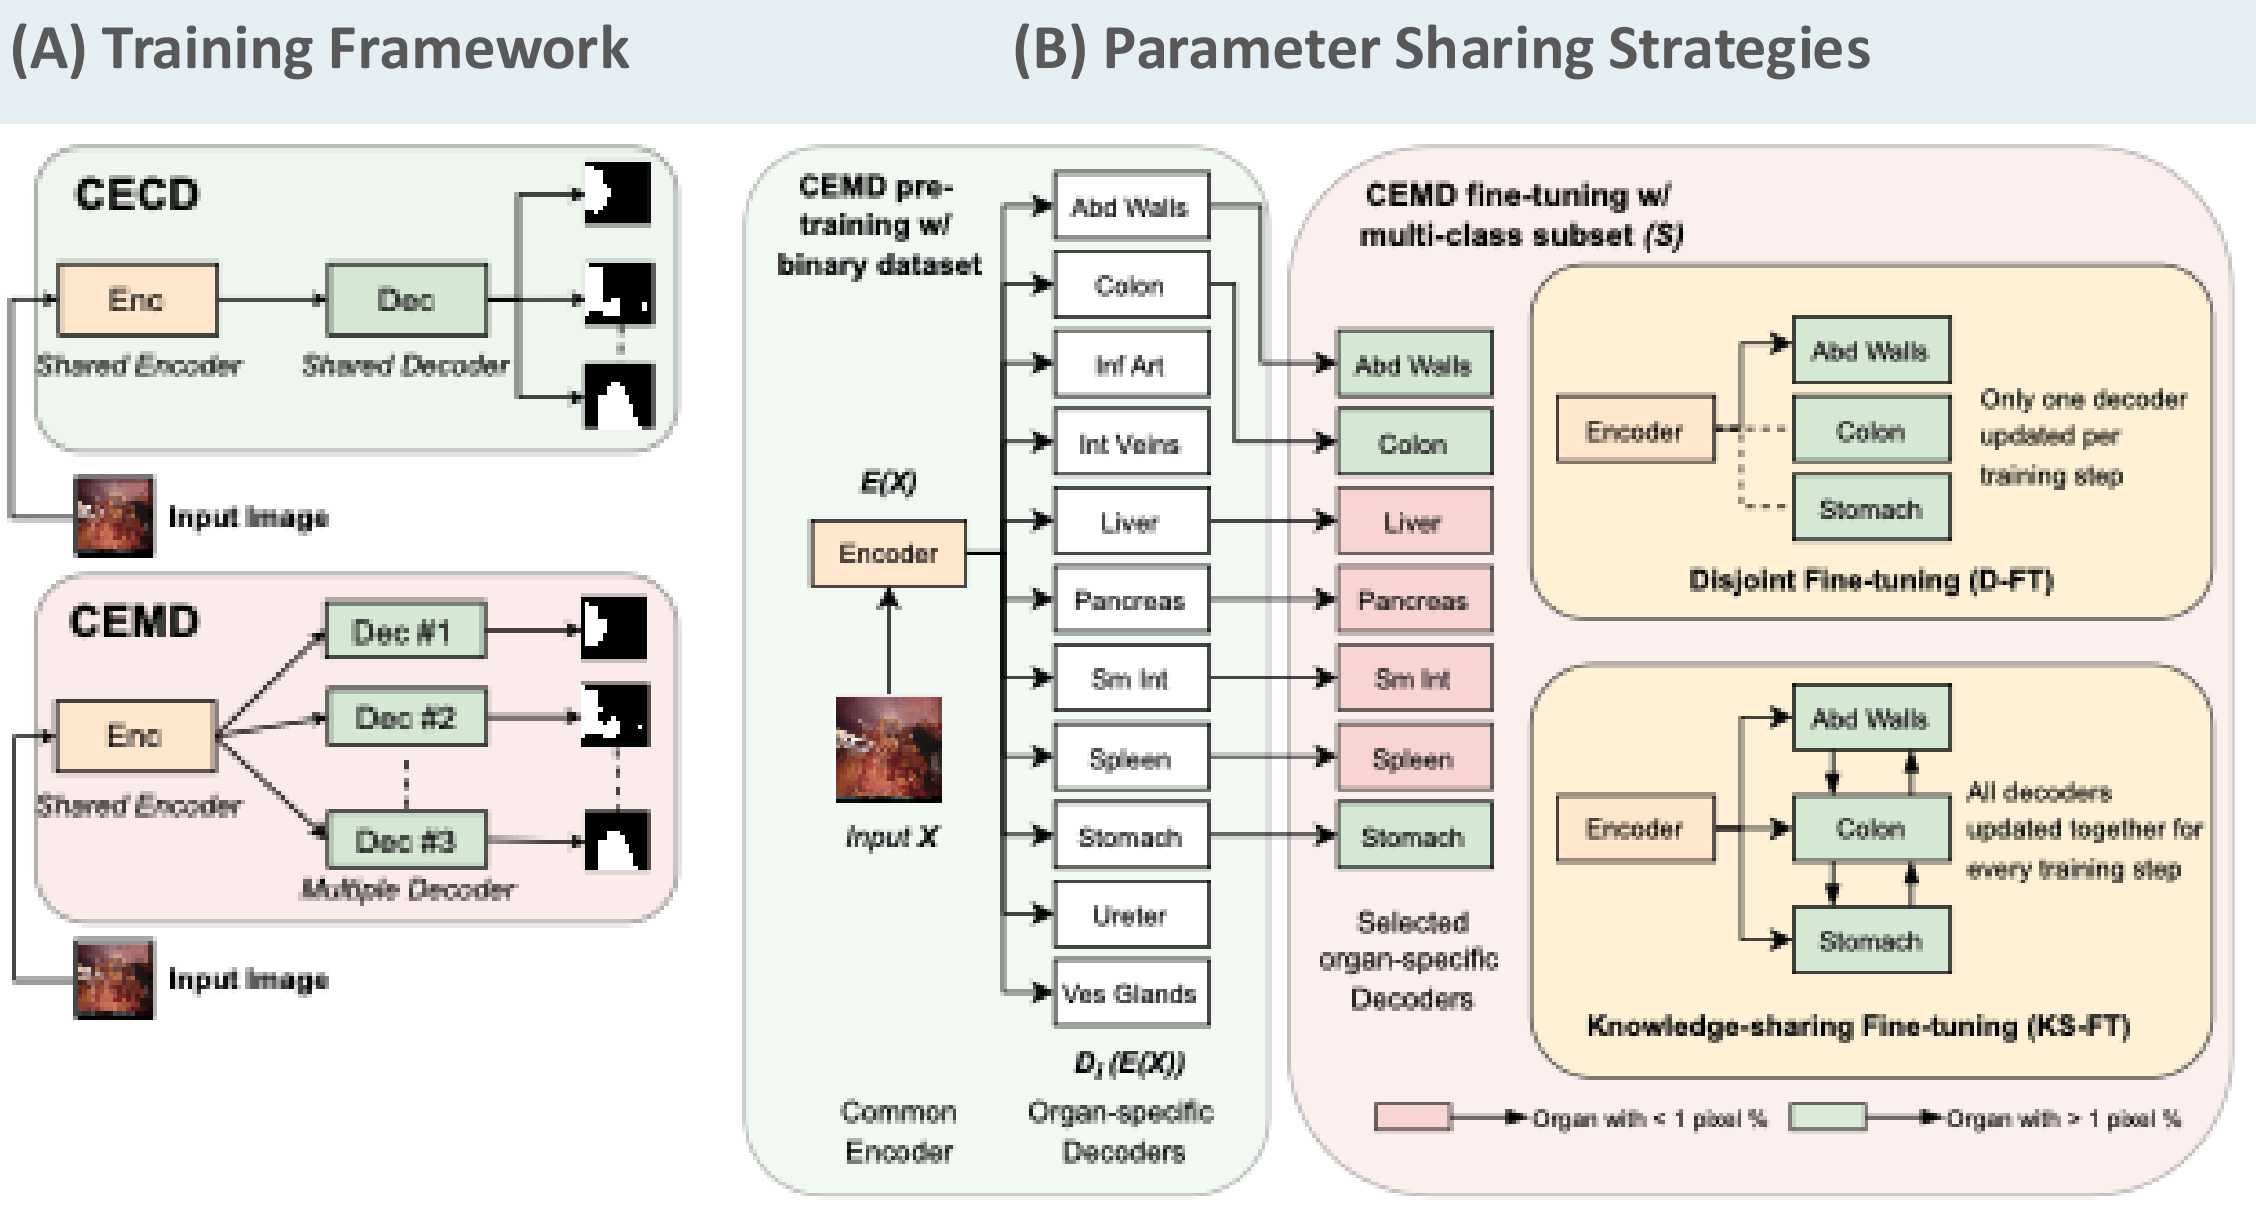 (A) Training Framework
(B) Parameter Sharing Strategies
CECD
Enc
Dec
Shared Encoder
Shared Decoder
Input Image
CEMD
Dec #1
Dec #2
Enc
Shared Encoder
Dec #3
Multiple Decoder
Input Image
CEMD pre-
training w/
binary dataset
E(X)
Encoder
Input X
Abd Walls
Colon
Inf Art
Int Veins
Liver
Pancreas
Sm Int
Spleen
Stomach
Ureter
Ves Glands
D_i (E(X))
Common
Encoder
Organ-specific
Decoders
CEMD fine-tuning w/
multi-class subset (S)
Abd Walls
Colon
Liver
Pancreas
Sm Int
Spleen
Stomach
Selected
organ-specific
Decoders
Encoder
Abd Walls
Colon
Stomach
Only one decoder
updated per
training step
Disjoint Fine-tuning (D-FT)
Encoder
Abd Walls
Colon
Stomach
All decoders
updated together for
every training step
Knowledge-sharing Fine-tuning (KS-FT)
Organ with < 1 pixel %
Organ with > 1 pixel %